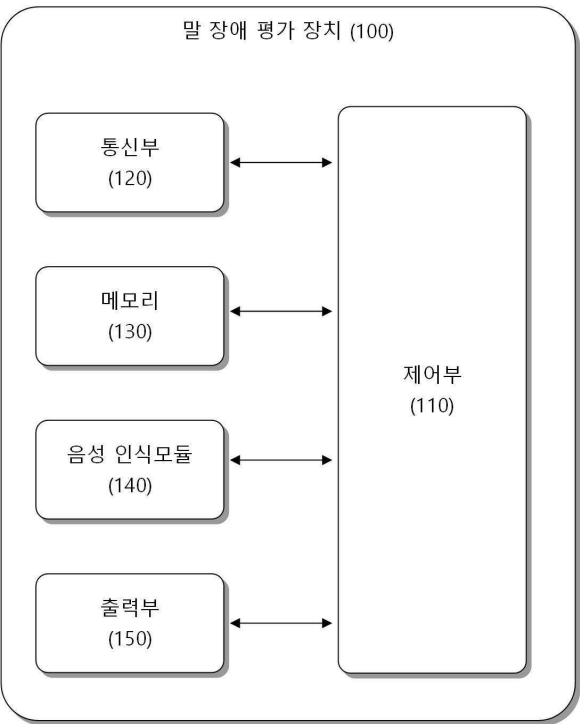 말 장애 평가 장치 (100)
통신부
(120)
메모리
(130)
음성 인식모듈
(140)
출력부
(150)
제어부
(110)